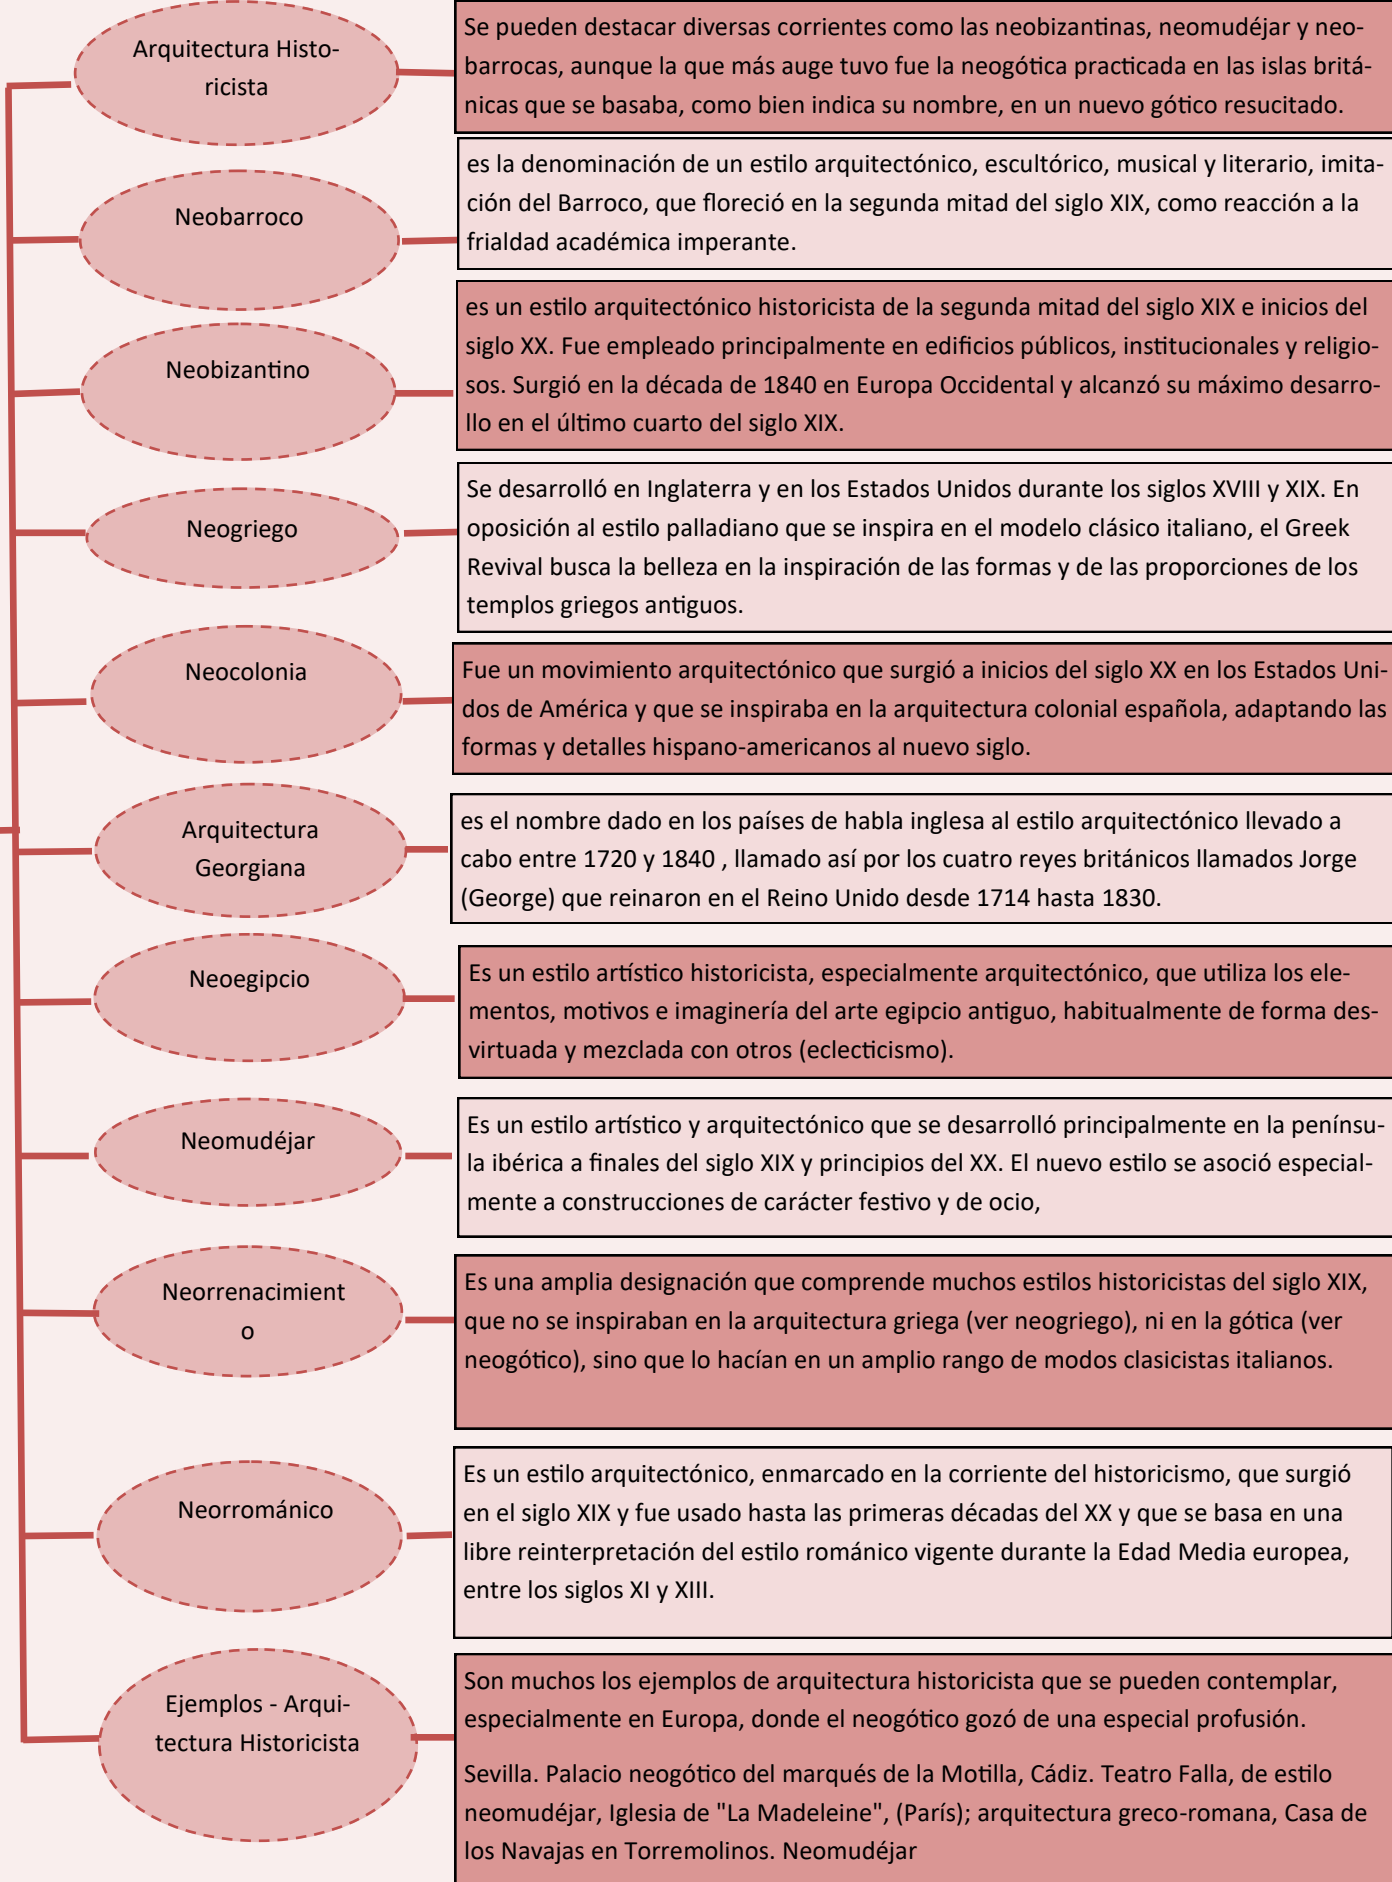 Arquitectura Histo-
ricista
Se pueden destacar diversas corrientes como las neobizantinas, neomudéjar y neo-
barrocas, aunque la que más auge tuvo fue la neogótica practicada en las islas britá-
nicas que se basaba, como bien indica su nombre, en un nuevo gótico resucitado.
Neobarroco
es la denominación de un estilo arquitectónico, escultórico, musical y literario, imita-
ción del Barroco, que floreció en la segunda mitad del siglo XIX, como reacción a la
frialdad académica imperante.
Neobizantino
es un estilo arquitectónico historicista de la segunda mitad del siglo XIX e inicios del
siglo XX. Fue empleado principalmente en edificios públicos, institucionales y religio-
sos. Surgió en la década de 1840 en Europa Occidental y alcanzó su máximo desarro-
llo en el último cuarto del siglo XIX.
Neogriego
Se desarrolló en Inglaterra y en los Estados Unidos durante los siglos XVIII y XIX. En
oposición al estilo palladiano que se inspira en el modelo clásico italiano, el Greek
Revival busca la belleza en la inspiración de las formas y de las proporciones de los
templos griegos antiguos.
Neocolonia
Fue un movimiento arquitectónico que surgió a inicios del siglo XX en los Estados Uni-
dos de América y que se inspiraba en la arquitectura colonial española, adaptando las
formas y detalles hispano-americanos al nuevo siglo.
Arquitectura
Georgiana
es el nombre dado en los países de habla inglesa al estilo arquitectónico llevado a
cabo entre 1720 y 1840 , llamado así por los cuatro reyes británicos llamados Jorge
(George) que reinaron en el Reino Unido desde 1714 hasta 1830.
Neoegipcio
Es un estilo artístico historicista, especialmente arquitectónico, que utiliza los ele-
mentos, motivos e imaginería del arte egipcio antiguo, habitualmente de forma des-
virtuada y mezclada con otros (eclecticismo).
Neomudéjar
Es un estilo artístico y arquitectónico que se desarrolló principalmente en la penínsu-
la ibérica a finales del siglo XIX y principios del XX. El nuevo estilo se asoció especial-
mente a construcciones de carácter festivo y de ocio,
Neorrenacimient
o
Es una amplia designación que comprende muchos estilos historicistas del siglo XIX,
que no se inspiraban en la arquitectura griega (ver neogriego), ni en la gótica (ver
neogótico), sino que lo hacían en un amplio rango de modos clasicistas italianos.
Neorrománico
Es un estilo arquitectónico, enmarcado en la corriente del historicismo, que surgió
en el siglo XIX y fue usado hasta las primeras décadas del XX y que se basa en una
libre reinterpretación del estilo románico vigente durante la Edad Media europea,
entre los siglos XI y XIII.
Ejemplos - Arqui-
tectura Historicista
Son muchos los ejemplos de arquitectura historicista que se pueden contemplar,
especialmente en Europa, donde el neogótico gozó de una especial profusión.
Sevilla. Palacio neogótico del marqués de la Motilla, Cádiz. Teatro Falla, de estilo
neomudéjar, Iglesia de "La Madeleine", (París); arquitectura greco-romana, Casa de
los Navajas en Torremolinos. Neomudéjar